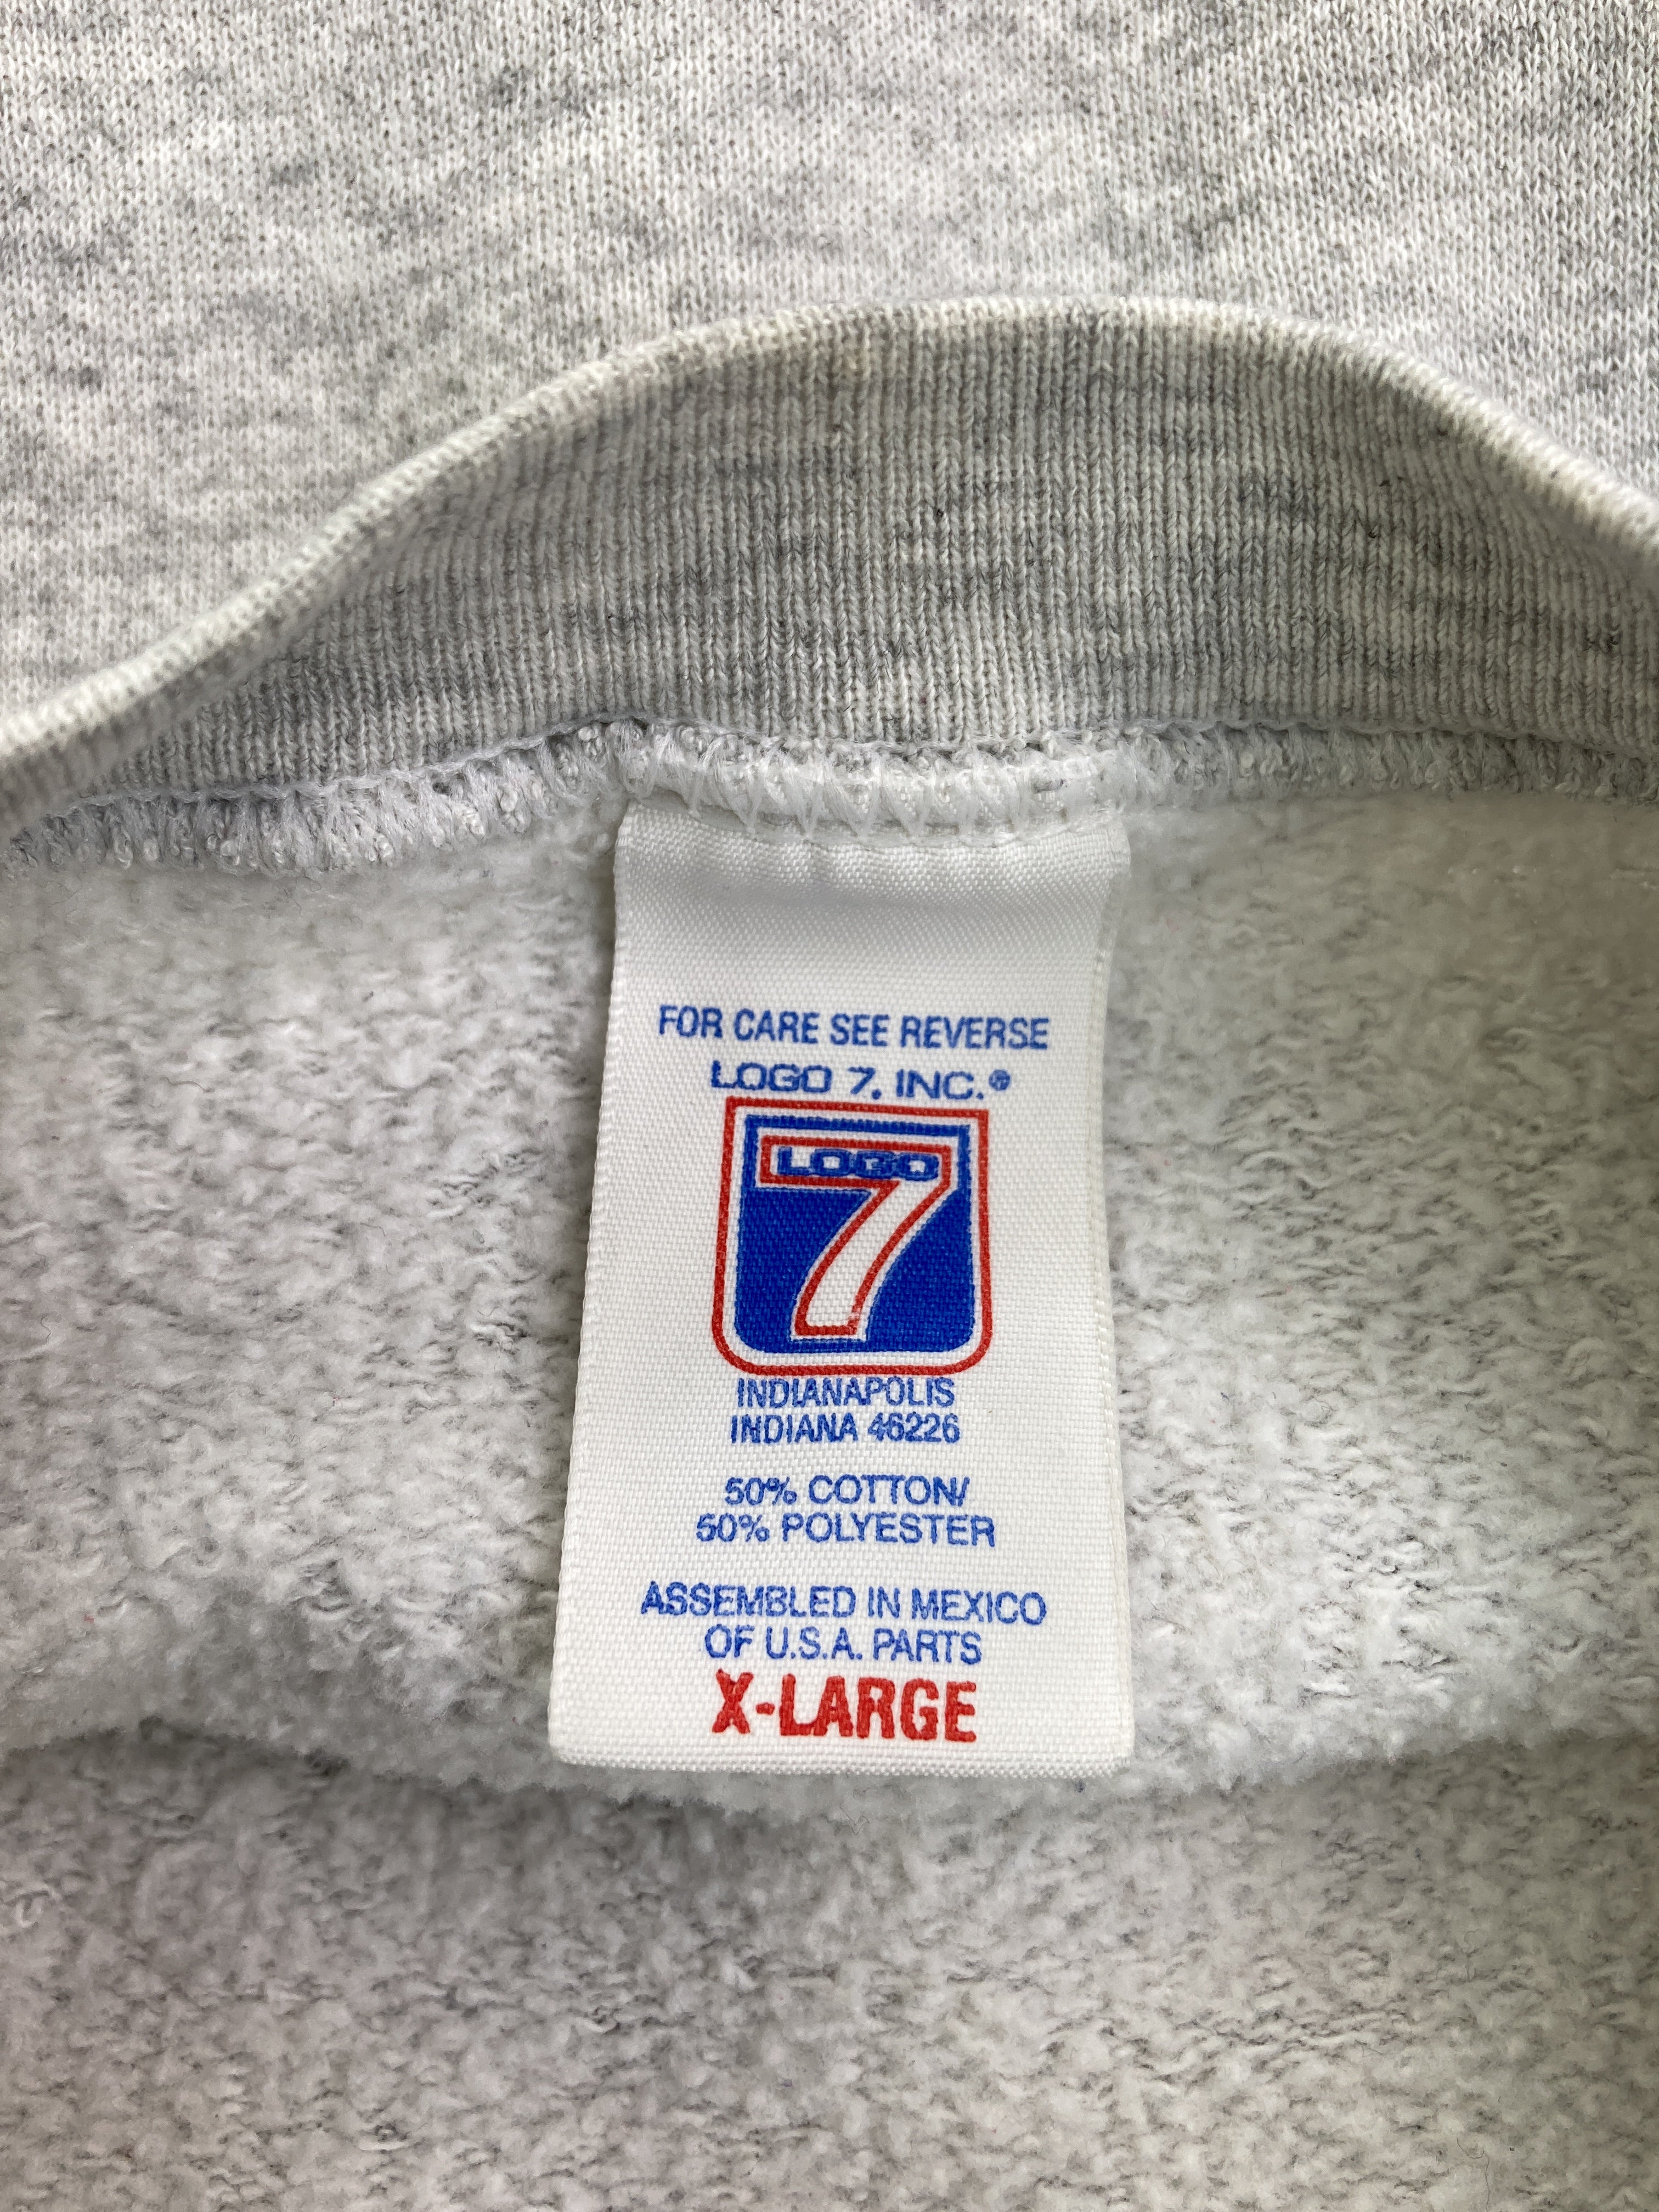 FOR CARE SEE REVERSE
LOGO 7, INC.®
LOGO
7
INDIANAPOLIS
INDIANA 46226
50% COTTON/
50% POLYESTER
ASSEMBLED IN MEXICO
OF U.S.A. PARTS
X-LARGE